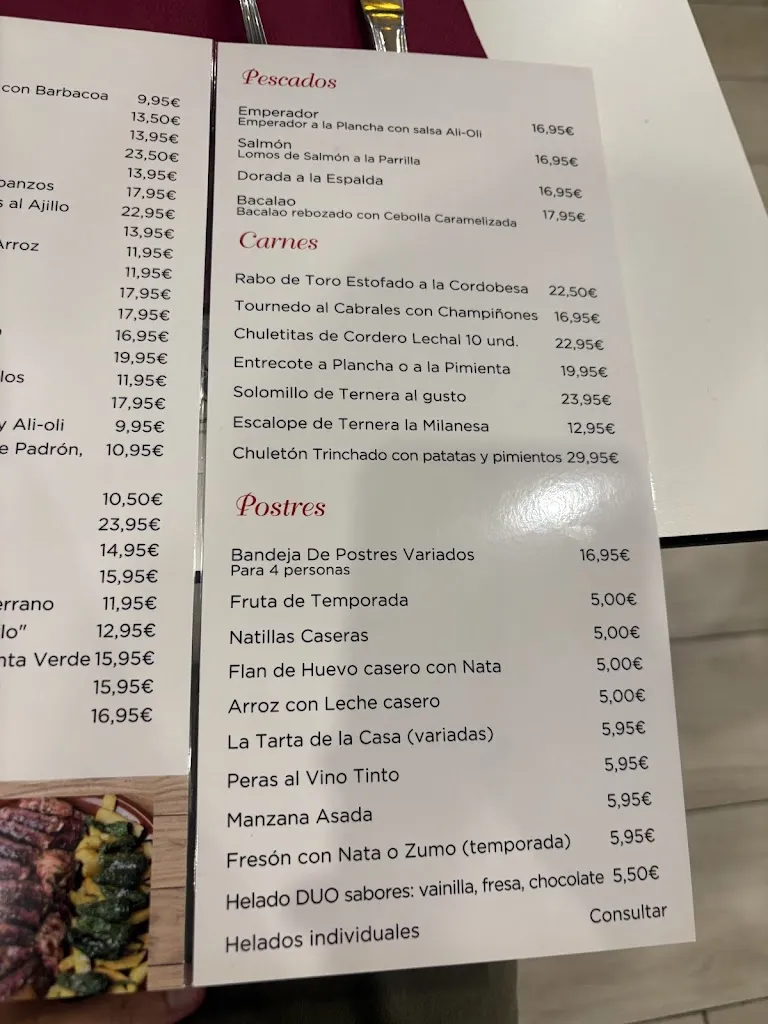 con Barbacoa 9,95€
13,50€
13,95€
23,50€
13,95€
banzos 17,95€
s al Ajillo 22,95€
13,95€
Arroz 11,95€
11,95€
17,95€
17,95€
16,95€
19,95€
los 11,95€
17,95€
y Ali-oli 9,95€
e Padrón, 10,95€
10,50€
23,95€
14,95€
15,95€
errano 11,95€
lo" 12,95€
nta Verde 15,95€
15,95€
16,95€
Pescados
Emperador
Emperador a la Plancha con salsa Ali-Oli 16,95€
Salmón
Lomos de Salmón a la Parrilla 16,95€
Dorada a la Espalda 16,95€
Bacalao
Bacalao rebozado con Cebolla Caramelizada 17,95€
Carnes
Rabo de Toro Estofado a la Cordobesa 22,50€
Tournedo al Cabrales con Champiñones 16,95€
Chuletitas de Cordero Lechal 10 und. 22,95€
Entrecote a Plancha o a la Pimienta 19,95€
Solomillo de Ternera al gusto 23,95€
Escalope de Ternera la Milanesa 12,95€
Chuletón Trinchado con patatas y pimientos 29,95€
Postres
Bandeja De Postres Variados 16,95€
Para 4 personas
Fruta de Temporada 5,00€
Natillas Caseras 5,00€
Flan de Huevo casero con Nata 5,00€
Arroz con Leche casero 5,00€
La Tarta de la Casa (variadas) 5,95€
Peras al Vino Tinto 5,95€
Manzana Asada 5,95€
Fresón con Nata o Zumo (temporada) 5,95€
Helado DUO sabores: vainilla, fresa, chocolate 5,50€
Helados individuales Consultar